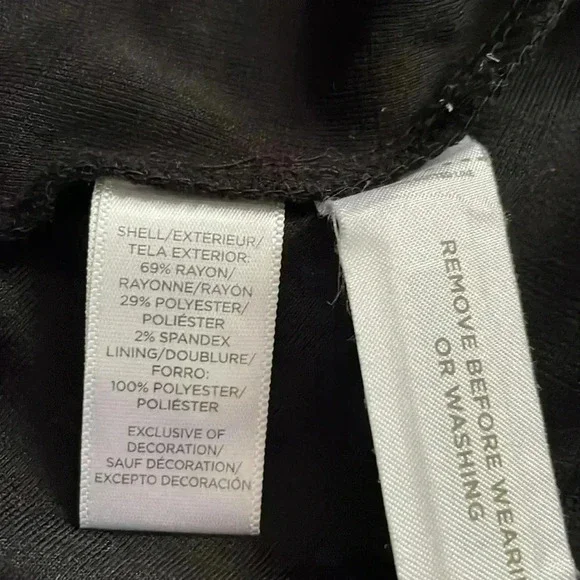 SHELL/EXTERIEUR/
TELA EXTERIOR:
69% RAYON/
RAYONNE/RAYON
29% POLYESTER/
POLIÉSTER
2% SPANDEX
LINING/DOUBLURE/
FORRO:
100% POLYESTER/
POLIÉSTER
EXCLUSIVE OF
DECORATION/
SAUF DÉCORATION/
EXCEPTO DECORACIÓN
REMOVE BEFORE WEARI
OR WASHING